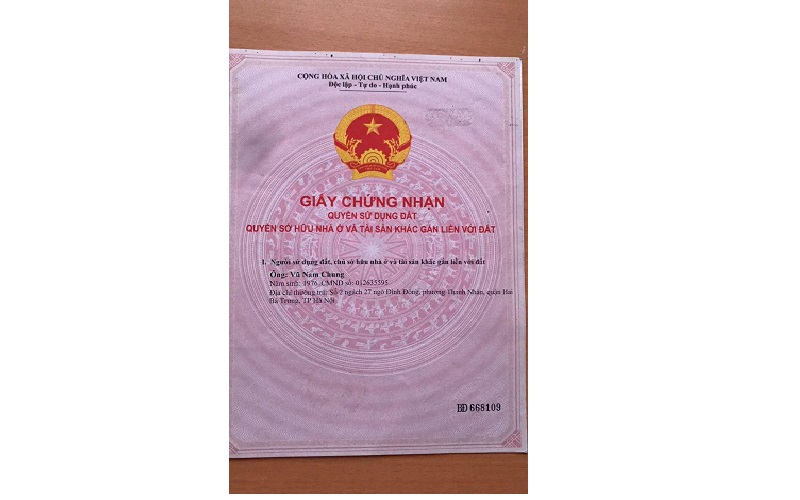 CỘNG HÒA XÃ HỘI CHỦ NGHĨA VIỆT NAM
Độc lập - Tự do - Hạnh phúc
GIẤY CHỨNG NHẬN
QUYỀN SỬ DỤNG ĐẤT
QUYỀN SỞ HỮU NHÀ Ở VÀ TÀI SẢN KHÁC GẮN LIỀN VỚI ĐẤT
I. Người sử dụng đất, chủ sở hữu nhà ở và tài sản khác gắn liền với đất
Ông: Vũ Nam Chung
Năm sinh: 1976, CMND số: 012635595
Địa chỉ thường trú: Số 2 ngách 27 ngõ Đình Đông, phường Thanh Nhàn, quận Hai
Bà Trưng, TP Hà Nội
BD 668109